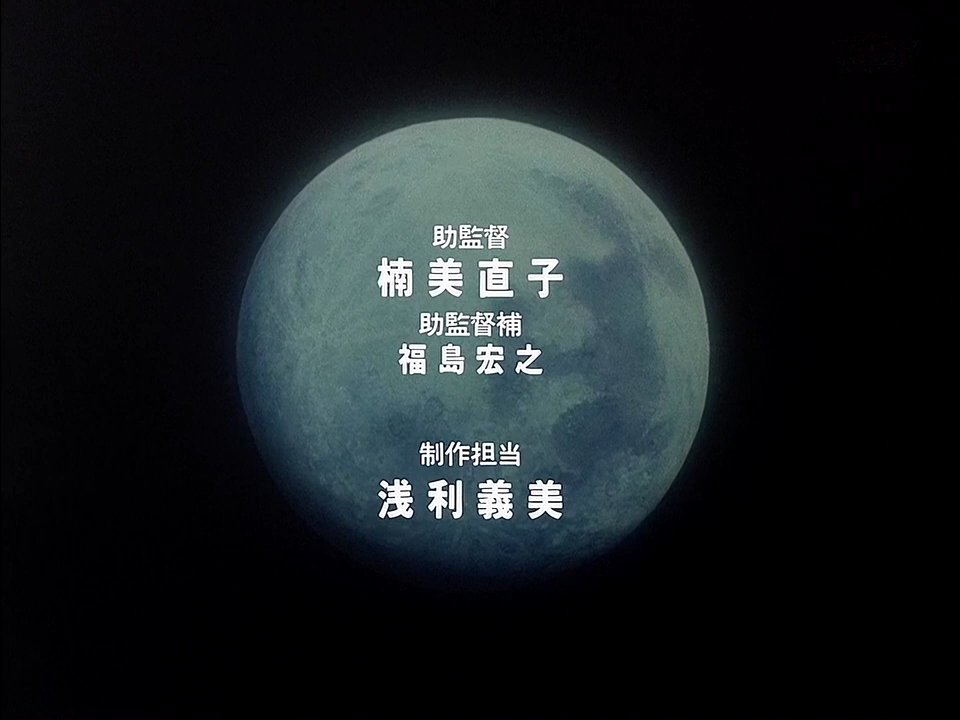 助監督
楠美直子
助監督補
福島宏之
制作担当
浅利義美